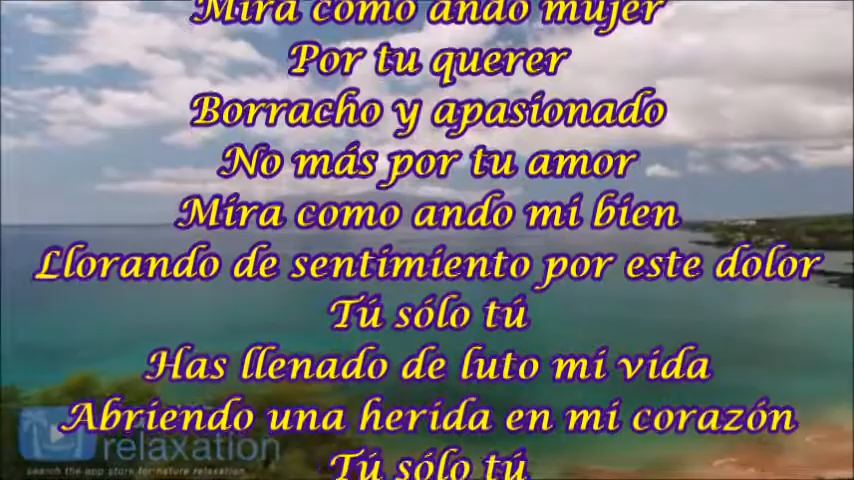 Mira como ando mujer
Por tu querer
Borracho y apasionado
No más por tu amor
Mira como ando mi bien
Llorando de sentimiento por este dolor
Tú sólo tú
Has llenado de luto mi vida
Abriendo una herida en mi corazón
Tú sólo tú
relaxation
search the app store for nature relaxation